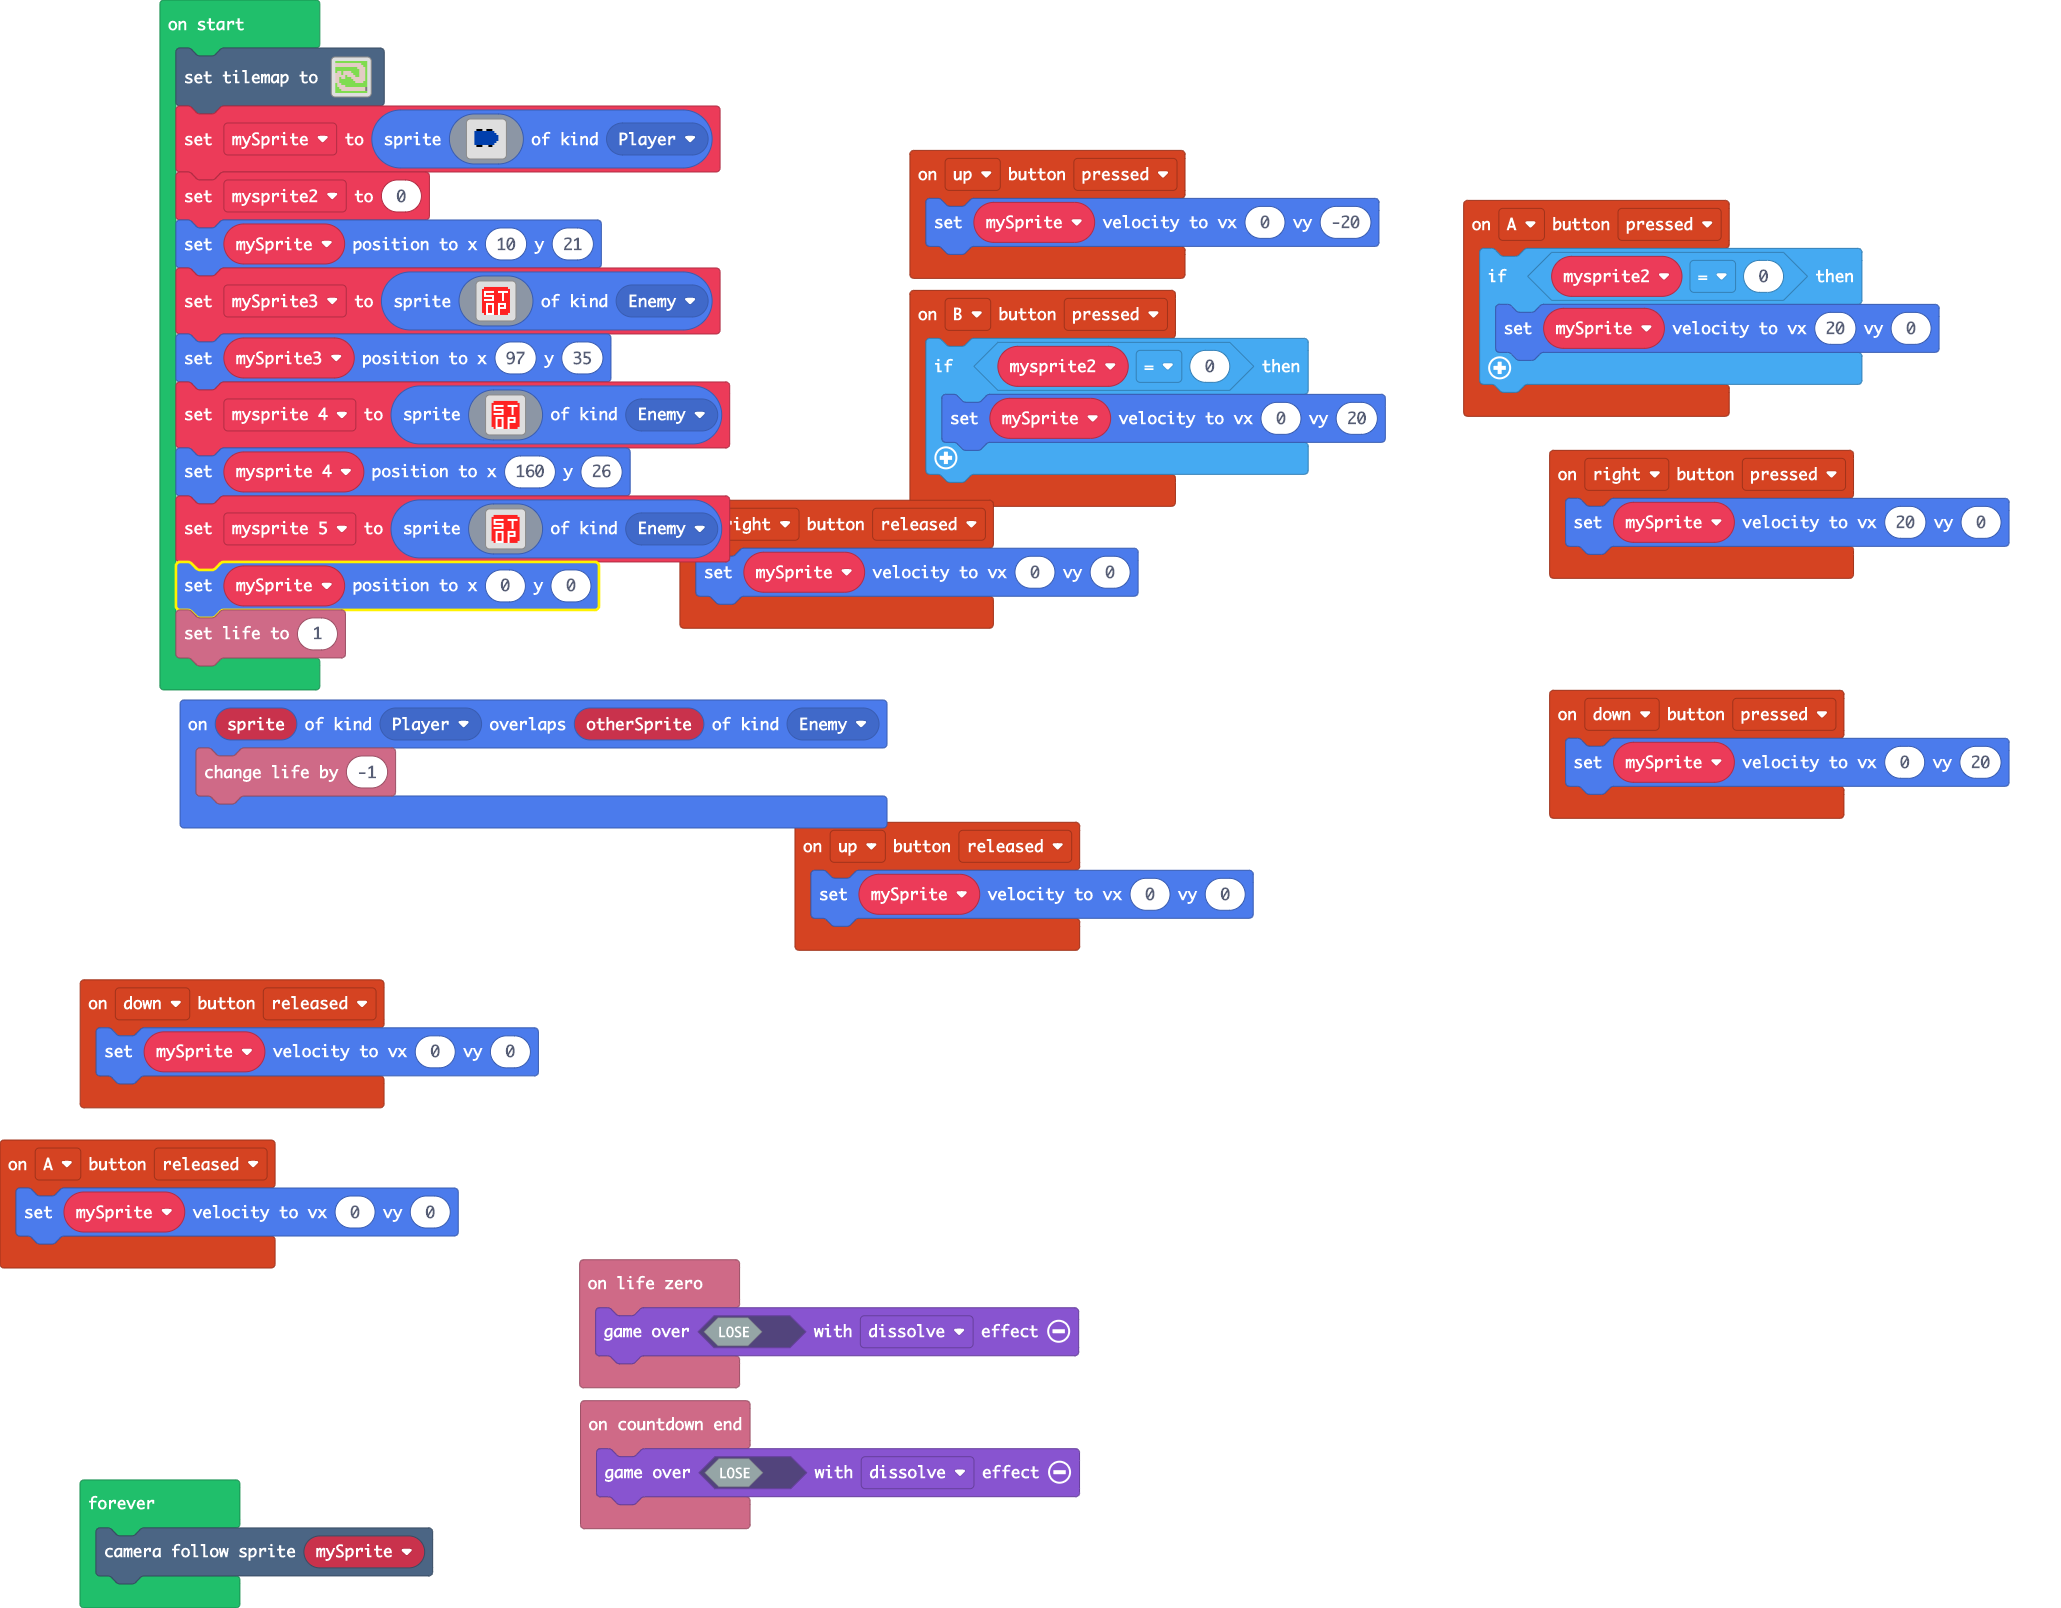 on start
set tilemap to
set mySprite to sprite of kind Player
set mysprite2 to 0
set mySprite position to x 10 y 21
set mySprite3 to sprite STOP of kind Enemy
set mySprite3 position to x 97 y 35
set mysprite 4 to sprite STOP of kind Enemy
set mysprite 4 position to x 160 y 26
set mysprite 5 to sprite STOP of kind Enemy
set mySprite position to x 0 y 0
set life to 1
on up button pressed
set mySprite velocity to vx 0 vy -20
on B button pressed
if mysprite2 = 0 then
set mySprite velocity to vx 0 vy 20
right button released
set mySprite velocity to vx 0 vy 0
on A button pressed
if mysprite2 = 0 then
set mySprite velocity to vx 20 vy 0
on right button pressed
set mySprite velocity to vx 20 vy 0
on down button pressed
set mySprite velocity to vx 0 vy 20
on sprite of kind Player overlaps otherSprite of kind Enemy
change life by -1
on up button released
set mySprite velocity to vx 0 vy 0
on down button released
set mySprite velocity to vx 0 vy 0
on A button released
set mySprite velocity to vx 0 vy 0
on life zero
game over LOSE with dissolve effect
on countdown end
game over LOSE with dissolve effect
forever
camera follow sprite mySprite